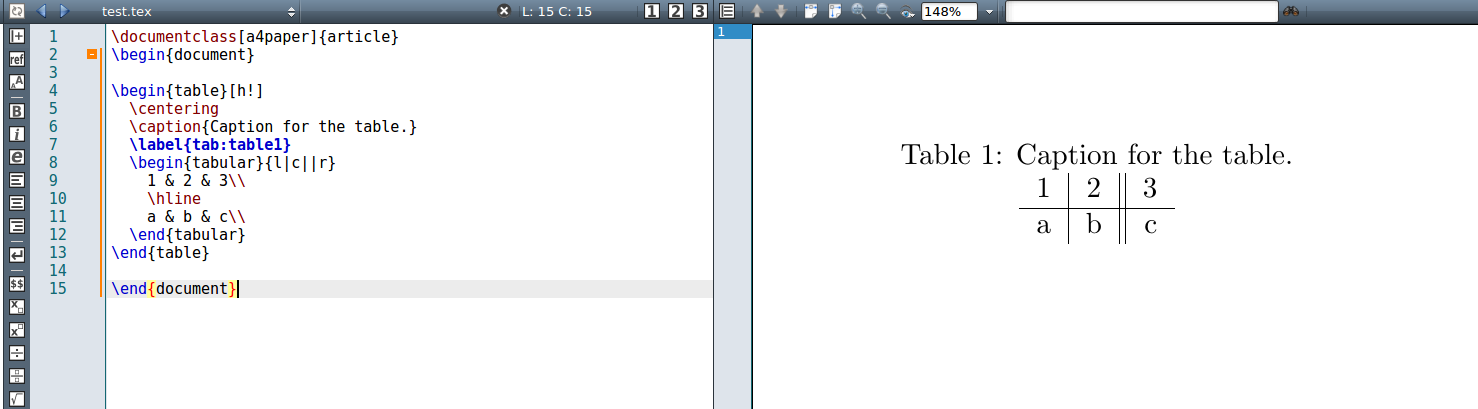 test.tex L: 15 C: 15 1 2 3 148%
ref
A A
B
i
e
$$
x
x
1 \documentclass[a4paper]{article}
2 \begin{document}
3
4 \begin{table}[h!]
5 \centering
6 \caption{Caption for the table.}
7 \label{tab:table1}
8 \begin{tabular}{l|c||r}
9 1 & 2 & 3\\
10 \hline
11 a & b & c\\
12 \end{tabular}
13 \end{table}
14
15 \end{document}
1
Table 1: Caption for the table.
1 2 3
a b c